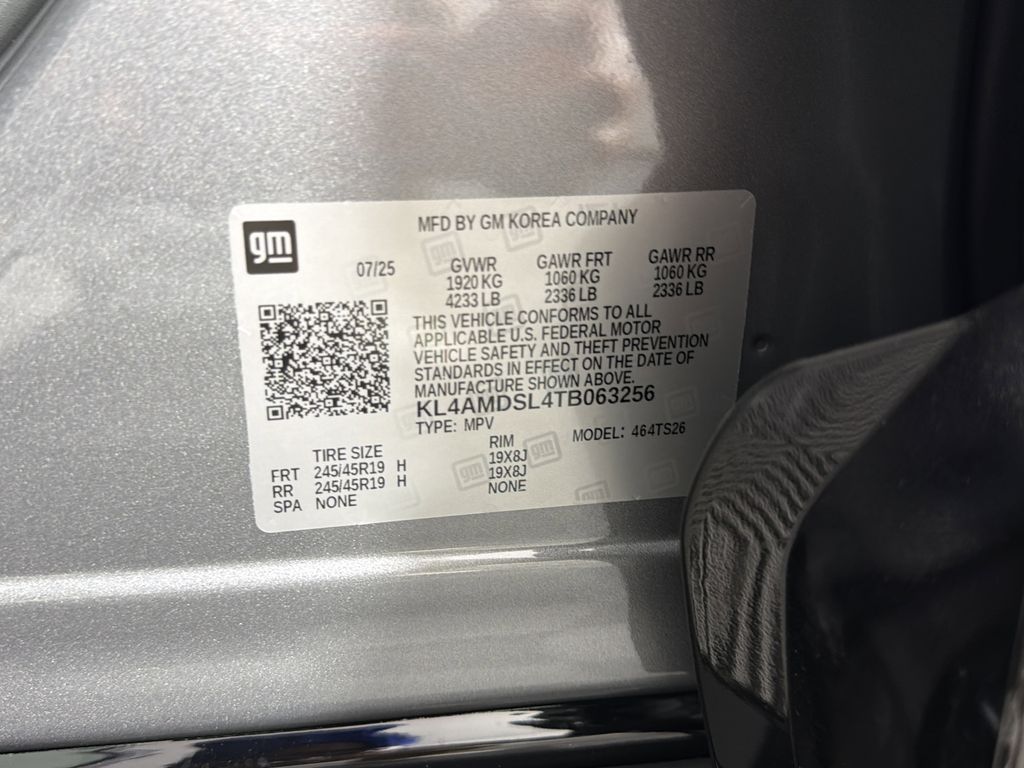 gm
MFD BY GM KOREA COMPANY
07/25
GVWR GAWR FRT GAWR RR
1920 KG 1060 KG 1060 KG
4233 LB 2336 LB 2336 LB
THIS VEHICLE CONFORMS TO ALL
APPLICABLE U.S. FEDERAL MOTOR
VEHICLE SAFETY AND THEFT PREVENTION
STANDARDS IN EFFECT ON THE DATE OF
MANUFACTURE SHOWN ABOVE.
KL4AMDSL4TB063256
TYPE: MPV MODEL: 464TS26
TIRE SIZE RIM
FRT 245/45R19 H 19X8J
RR 245/45R19 H 19X8J
SPA NONE NONE